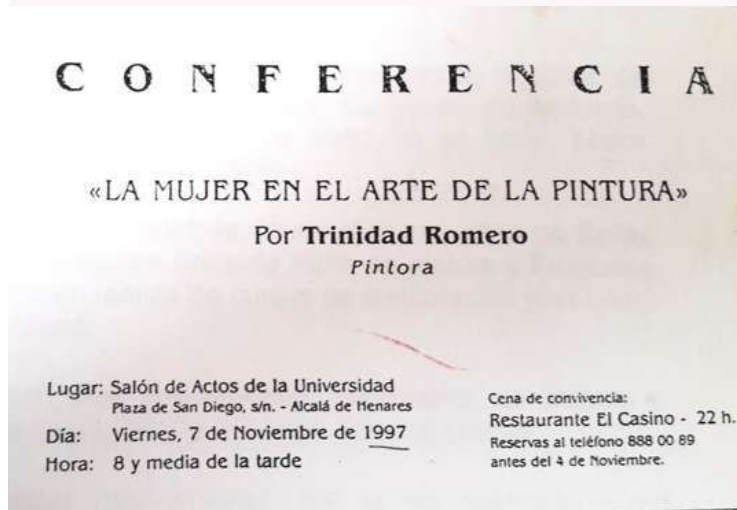 CONFERENCIA
«LA MUJER EN EL ARTE DE LA PINTURA»
Por Trinidad Romero
Pintora
Lugar: Salón de Actos de la Universidad
Plaza de San Diego, s/n. - Alcalá de Henares
Día: Viernes, 7 de Noviembre de 1997
Hora: 8 y media de la tarde
Cena de convivencia:
Restaurante El Casino - 22 h.
Reservas al teléfono 888 00 89
antes del 4 de Noviembre.